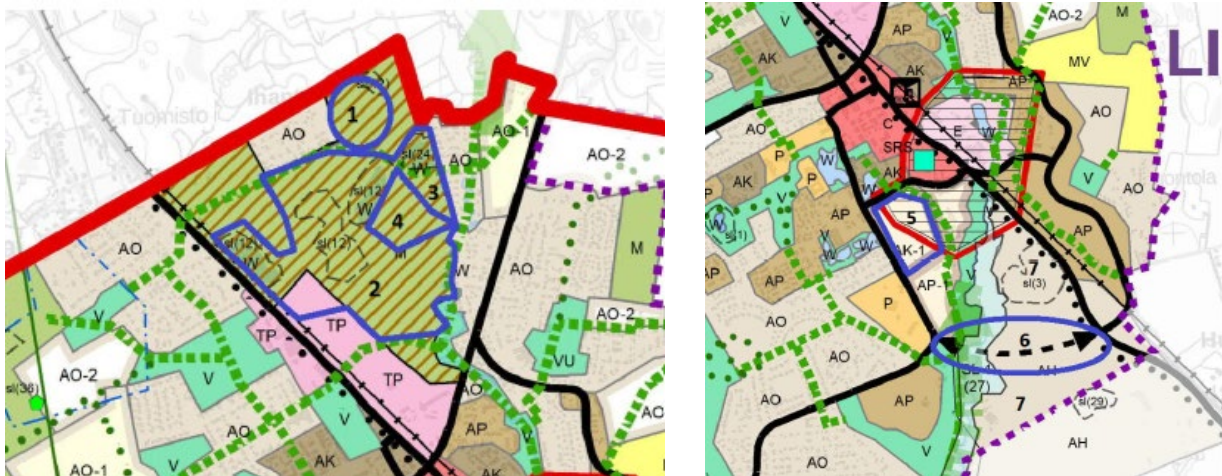 Tuomisto
AO
1
AO
AO-1
AO-2
sl(24)
W
sl(12)
W
3
4
AO
sl(12)
W
sl(12)
M
W
AO
M
2
V
TP
TP
AO-2
VU
sl(36)
AO-2
V
AO
V
AO
AP
AO-1
V
AK
AK
AO-2
M
V
AP
AK
AP
MV
LI
AO
C
E
W
SRS
AO
P
W
AK
V
AO
AK
P
AP
5
V
AP
sl(1)
V
W
W
AK-1
7
AP
AP-1
V
sl(3)
P
AO
6
AO
AH
(27)
AP
7
sl(29)
V
AH